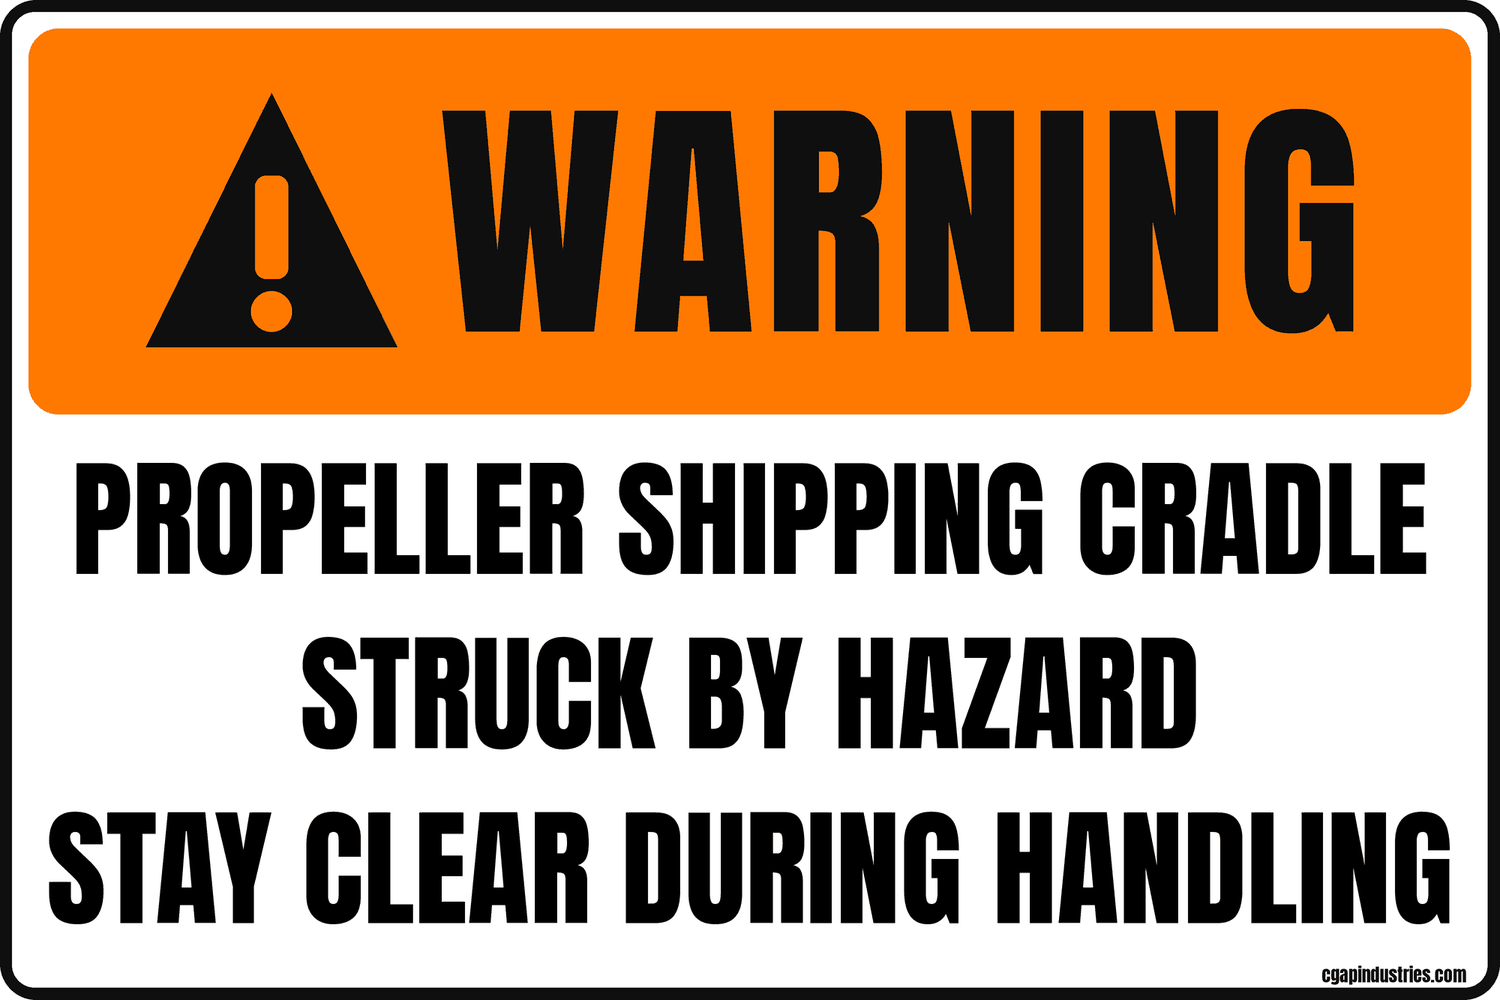 WARNING
PROPELLER SHIPPING CRADLE
STRUCK BY HAZARD
STAY CLEAR DURING HANDLING
cgapindustries.com